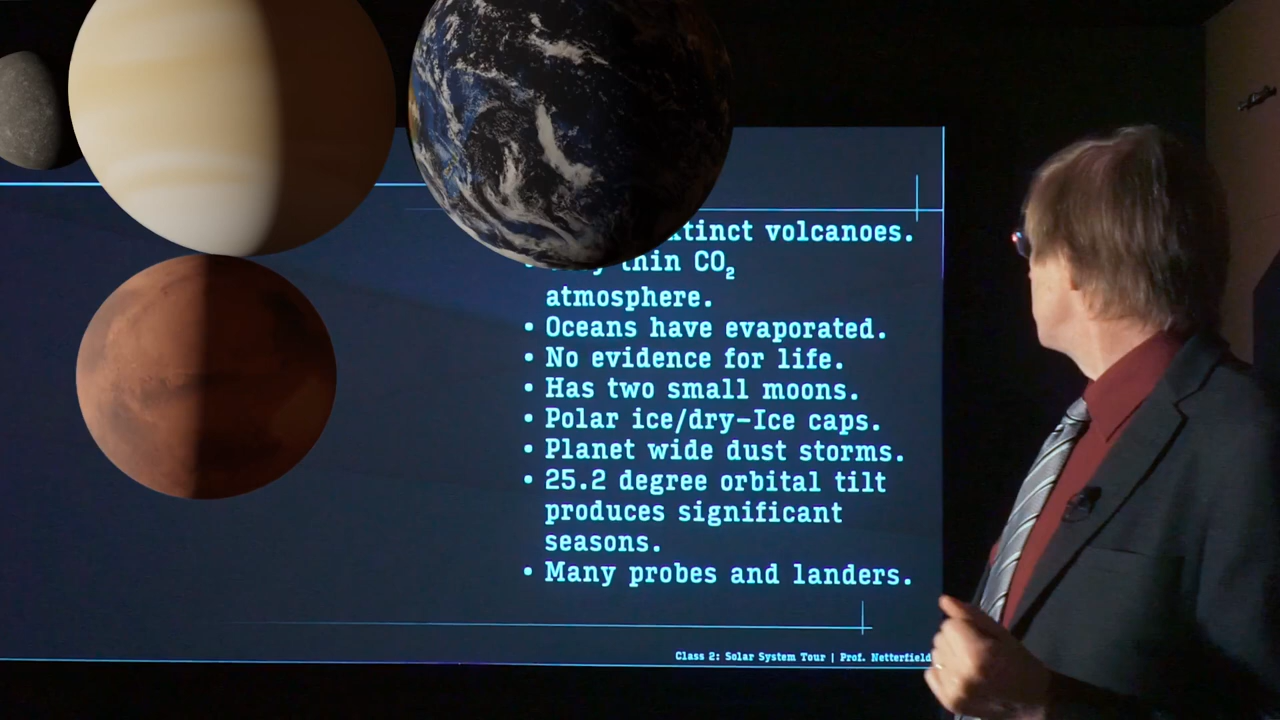 volcanoes.
thin CO₂
atmosphere.
• Oceans have evaporated.
• No evidence for life.
• Has two small moons.
• Polar ice/dry-Ice caps.
• Planet wide dust storms.
• 25.2 degree orbital tilt
produces significant
seasons.
• Many probes and landers.
Class 2: Solar System Tour | Prof. Netterfield